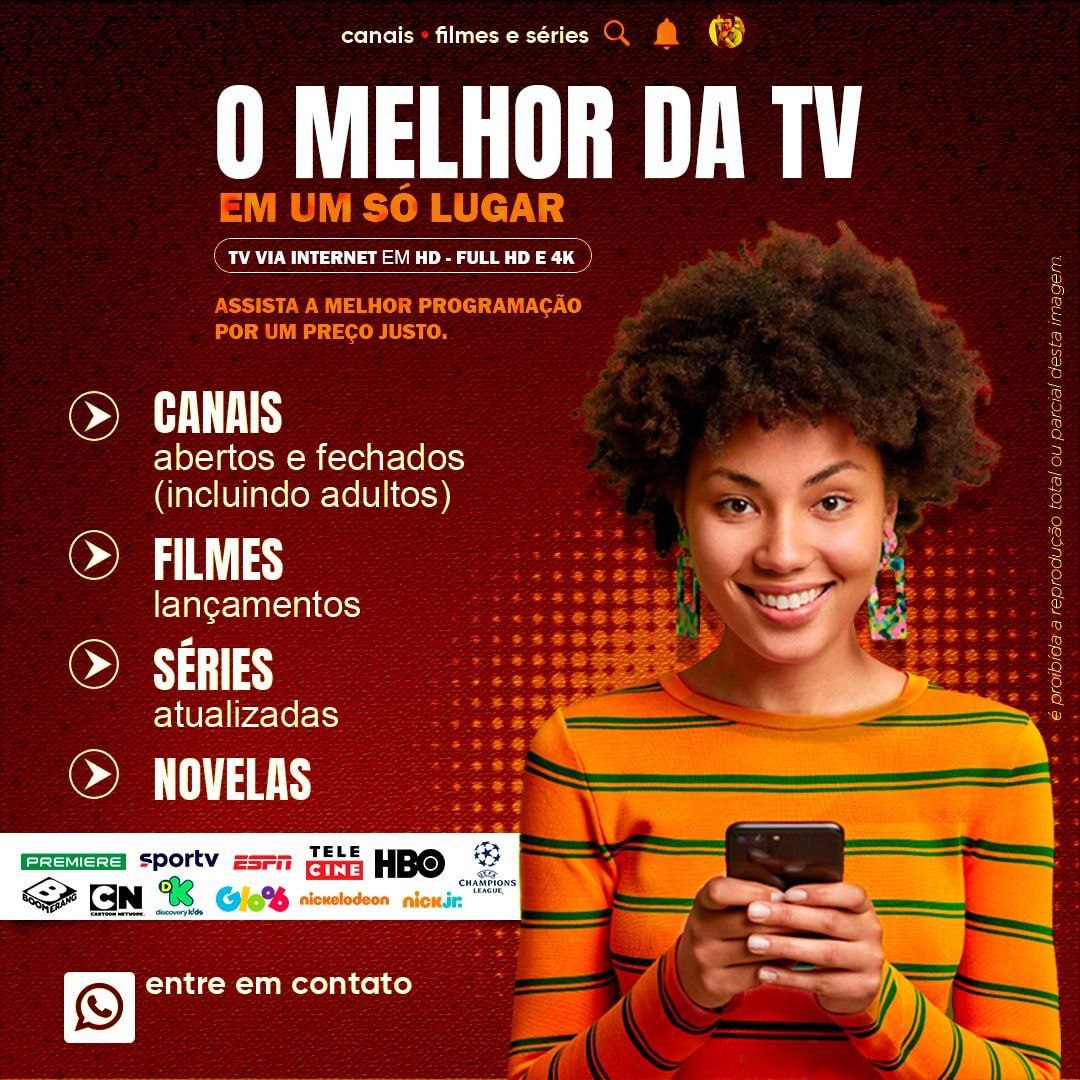 canais • filmes e séries
O MELHOR DA TV
EM UM SÓ LUGAR
TV VIA INTERNET EM HD - FULL HD E 4K
ASSISTA A MELHOR PROGRAMAÇÃO
POR UM PREÇO JUSTO.
CANAIS
abertos e fechados
(incluindo adultos)
FILMES
lançamentos
SÉRIES
atualizadas
NOVELAS
PREMIERE sportv ESPN TELE CINE HBO UEFA CHAMPIONS LEAGUE
BOOMERANG CN CARTOON NETWORK DK discovery kids Gloob nickelodeon nick jr.
entre em contato
é proibida a reprodução total ou parcial desta imagem.